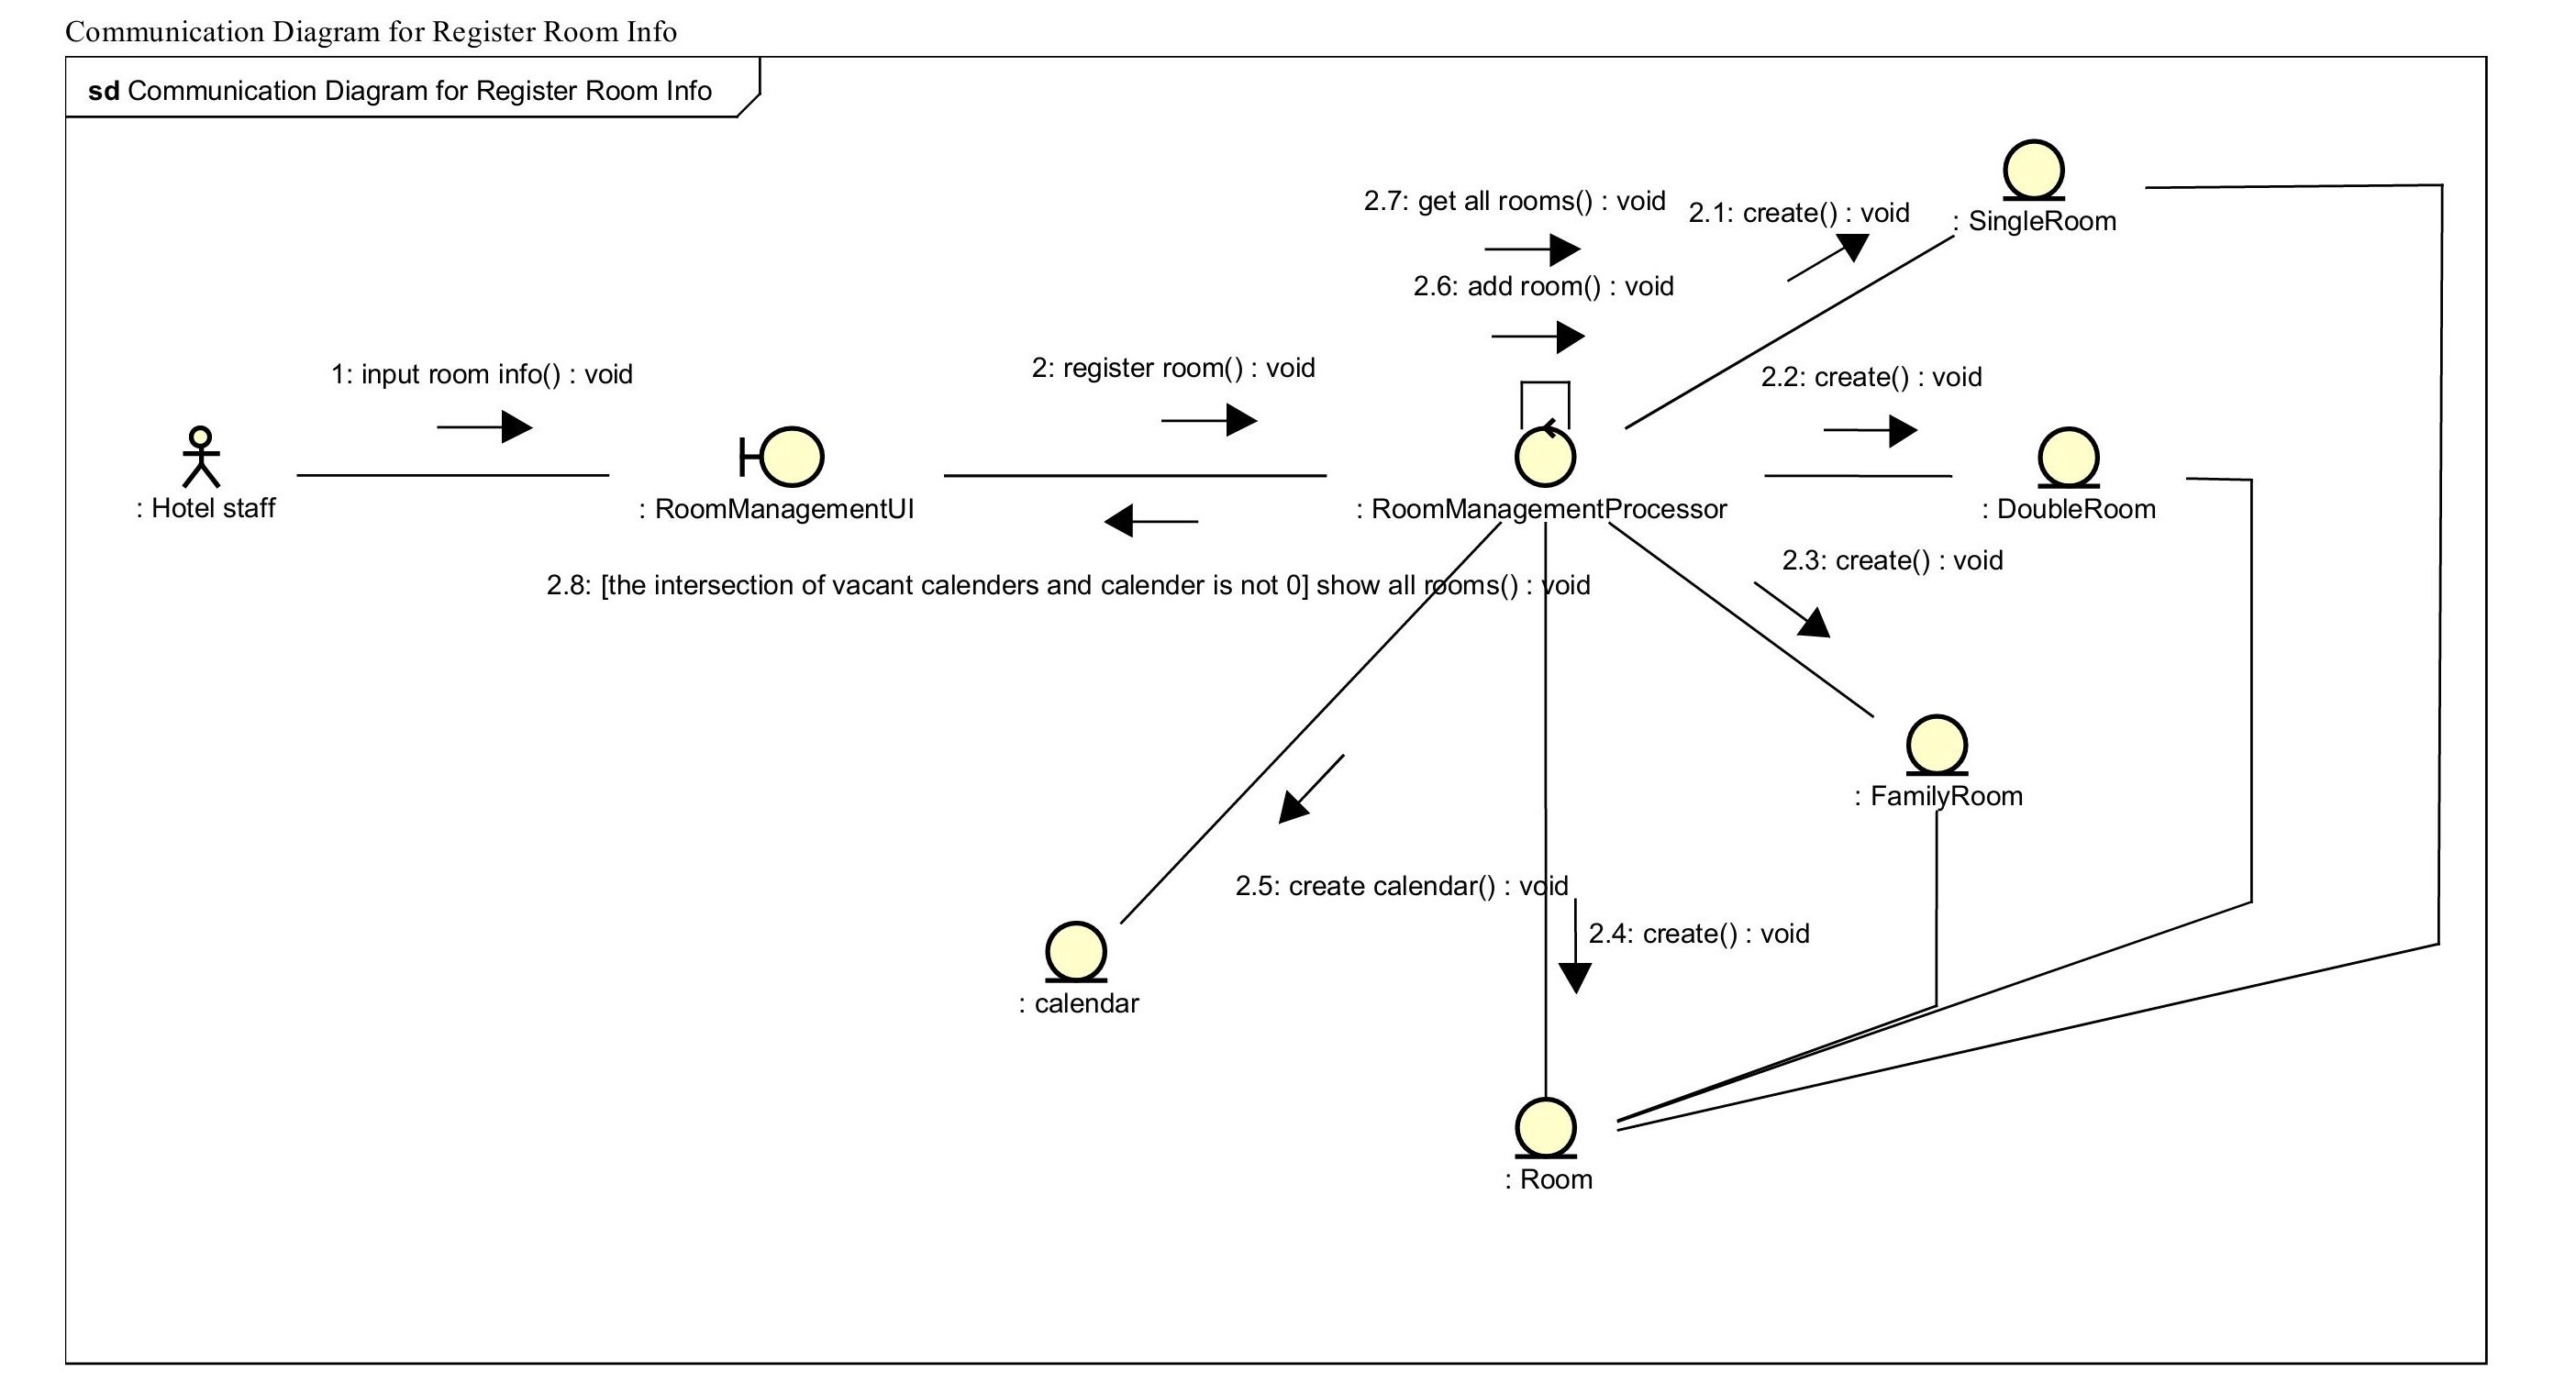 Communication Diagram for Register Room Info
sd Communication Diagram for Register Room Info
2.7: get all rooms() : void
2.1: create() : void
: SingleRoom
2.6: add room() : void
1: input room info() : void
2: register room() : void
2.2: create() : void
: Hotel staff
: RoomManagementUI
: RoomManagementProcessor
: DoubleRoom
2.3: create() : void
2.8: [the intersection of vacant calenders and calender is not 0] show all rooms() : void
: FamilyRoom
2.5: create calendar() : void
2.4: create() : void
: calendar
: Room